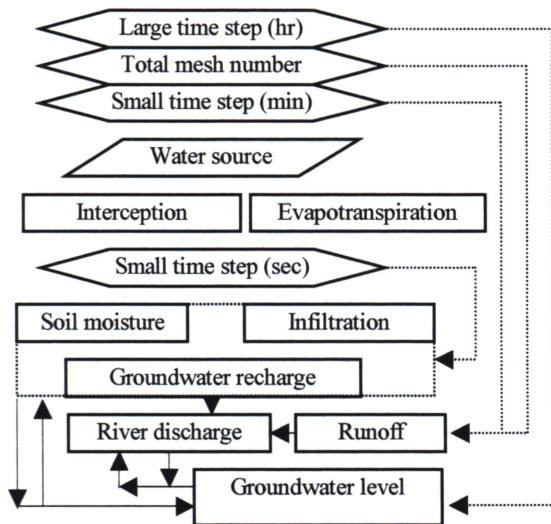 Large time step (hr)
Total mesh number
Small time step (min)
Water source
Interception
Evapotranspiration
Small time step (sec)
Soil moisture
Infiltration
Groundwater recharge
River discharge
Runoff
Groundwater level